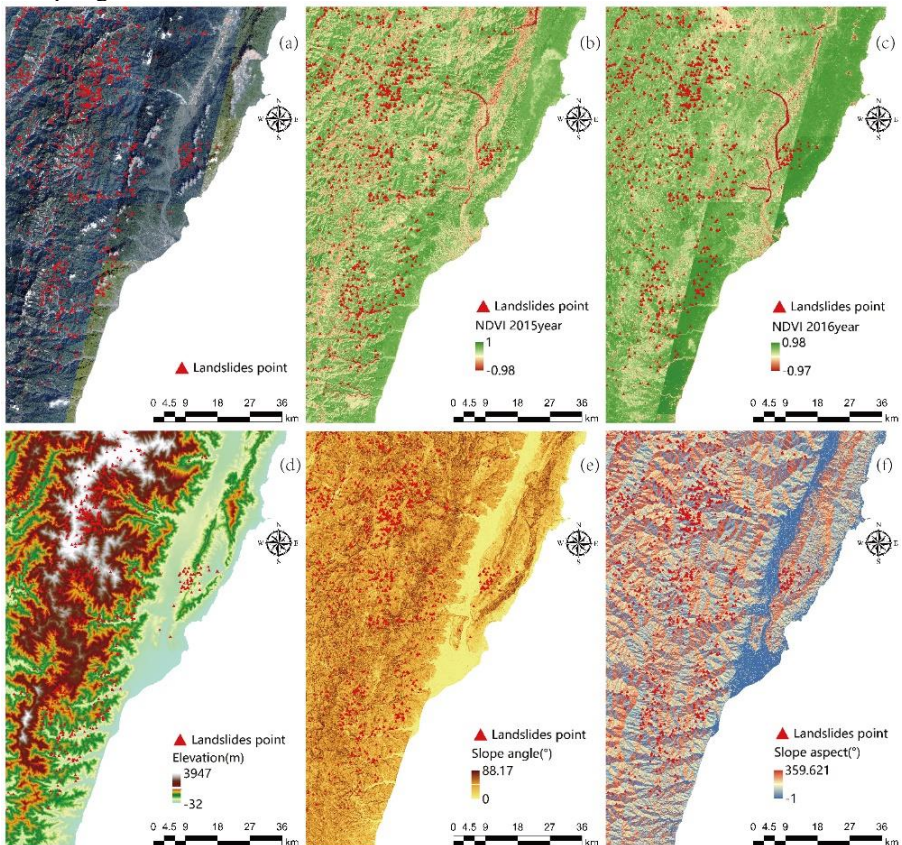 (a)
N
W E
S
Landslides point
0 4.5 9 18 27 36
km
(b)
N
W E
S
Landslides point
NDVI 2015year
1
-0.98
0 4.5 9 18 27 36
km
(c)
N
W E
S
Landslides point
NDVI 2016year
0.98
-0.97
0 4.5 9 18 27 36
km
(d)
N
W E
S
Landslides point
Elevation(m)
3947
-32
0 4.5 9 18 27 36
km
(e)
N
W E
S
Landslides point
Slope angle(°)
88.17
0
0 4.5 9 18 27 36
km
(f)
N
W E
S
Landslides point
Slope aspect(°)
359.621
-1
0 4.5 9 18 27 36
km